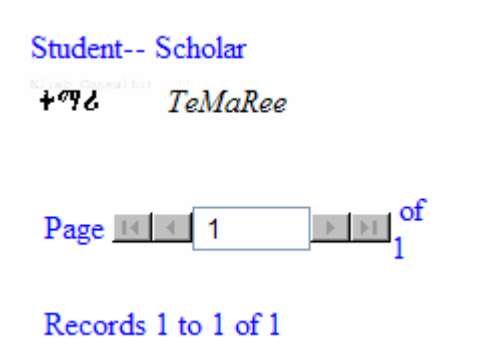 Student-- Scholar
ተማሪ TeMaRee
Page 1 of 1
Records 1 to 1 of 1